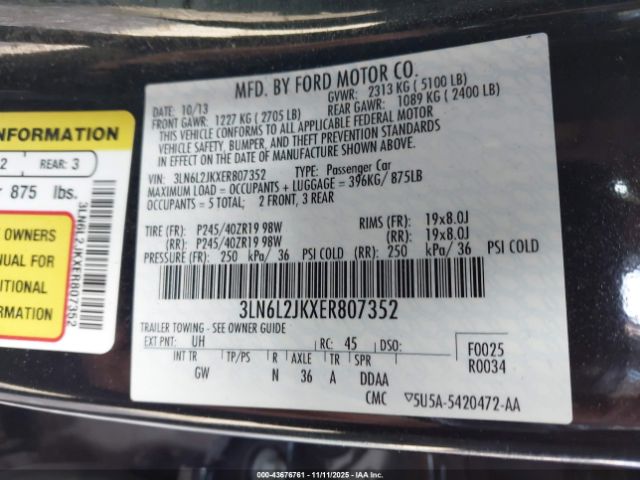 MFD. BY FORD MOTOR CO.
DATE: 10/13 GVWR: 2313 KG ( 5100 LB)
FRONT GAWR: 1227 KG ( 2705 LB) REAR GAWR: 1089 KG ( 2400 LB)
THIS VEHICLE CONFORMS TO ALL APPLICABLE FEDERAL MOTOR
VEHICLE SAFETY, BUMPER, AND THEFT PREVENTION STANDARDS
IN EFFECT ON THE DATE OF MANUFACTURE SHOWN ABOVE.
VIN: 3LN6L2JKXER807352 TYPE: Passenger Car
MAXIMUM LOAD = OCCUPANTS + LUGGAGE = 396KG/ 875LB
OCCUPANTS = 5 TOTAL; 2 FRONT, 3 REAR
TIRE (FR): P245/40ZR19 98W RIMS (FR): 19x8.0J
(RR): P245/40ZR19 98W (RR): 19x8.0J
PRESSURE (FR): 250 kPa/ 36 PSI COLD (RR): 250 kPa/ 36 PSI COLD
3LN6L2JKXER807352
TRAILER TOWING - SEE OWNER GUIDE
EXT PNT: UH RC: 45 F0025
INT TR TP/PS R AXLE TR SPR R0034
GW N 36 A DDAA
CMC 5U5A-5420472-AA
INFORMATION
2 REAR: 3
r 875 lbs.
OWNERS
NUAL FOR
DITIONAL
ORMATION
3LN6L2JKXER807352
IAA 43676761 - 11/11/2025 - IAAI.COM